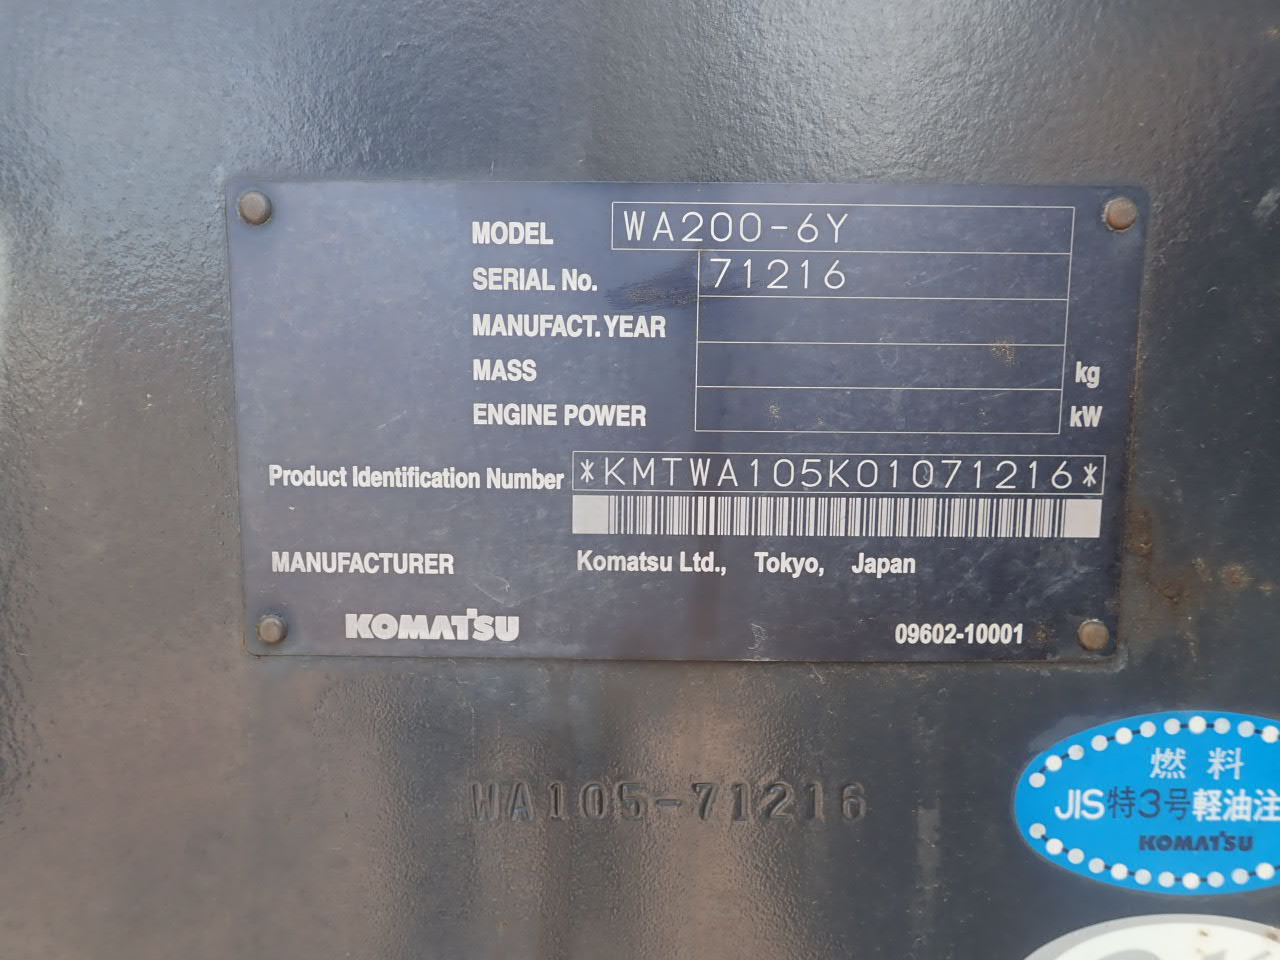 MODEL WA200-6Y
SERIAL No. 71216
MANUFACT. YEAR
MASS kg
ENGINE POWER kW
Product Identification Number *KMTWA105K01071216*
MANUFACTURER Komatsu Ltd., Tokyo, Japan
KOMATSU 09602-10001
WA105-71216
燃料
JIS特3号軽油注
KOMATSU